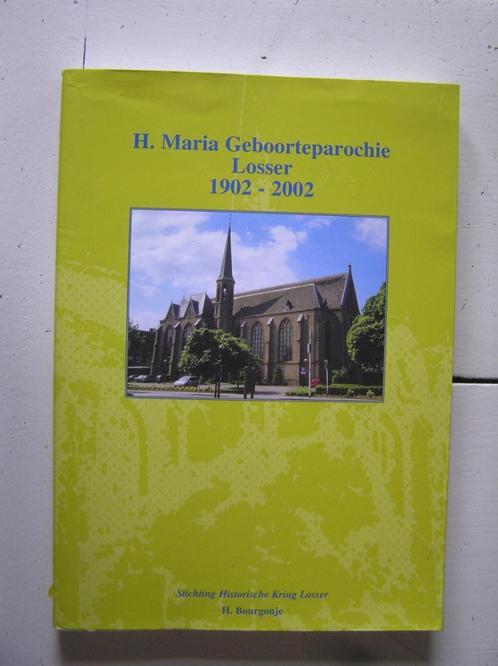 H. Maria Geboorteparochie
Losser
1902 - 2002
Stichting Historische Kring Losser
H. Bourgonje